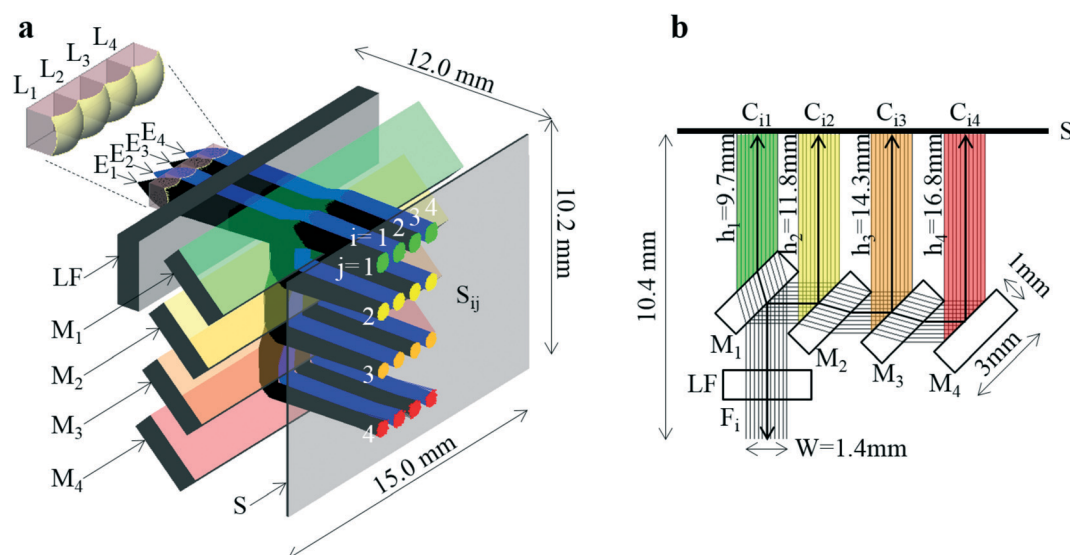 a
L₁
L₂
L₃
L₄
12.0 mm
E₁
E₂
E₃
E₄
10.2 mm
i= 1 2 3 4
j= 1
2
3
4
Sᵢⱼ
LF
M₁
M₂
M₃
M₄
S
15.0 mm
b
Cᵢ₁ Cᵢ₂ Cᵢ₃ Cᵢ₄
S
h₁=9.7mm
h₂=11.8mm
h₃=14.3mm
h₄=16.8mm
10.4 mm
1mm
3mm
M₁
M₂
M₃
M₄
LF
Fᵢ
W=1.4mm